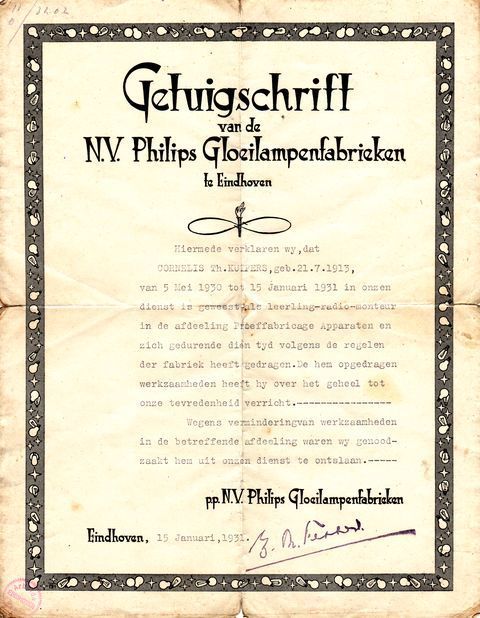 Getuigschrift
van de
N.V. Philips Gloeilampenfabrieken
te Eindhoven
Hiermede verklaren wy,dat
CORNELIS Th.KUIPERS,geb.21.7.1913,
van 5 Mei 1930 tot 15 Januari 1931 in onzen
dienst is geweest als leerling-radio-monteur
in de afdeeling Proeffabricage Apparaten en
zich gedurende dien tyd volgens de regelen
der fabriek heeft gedragen.De hem opgedragen
werkzaamheden heeft hy over het geheel tot
onze tevredenheid verricht.----------------
Wegens verminderingvan werkzaamheden
in de betreffende afdeeling waren wy genood-
zaakt hem uit onzen dienst te ontslaan.-----
p.p. N.V. Philips Gloeilampenfabrieken
Eindhoven, 15 Januari,1931.